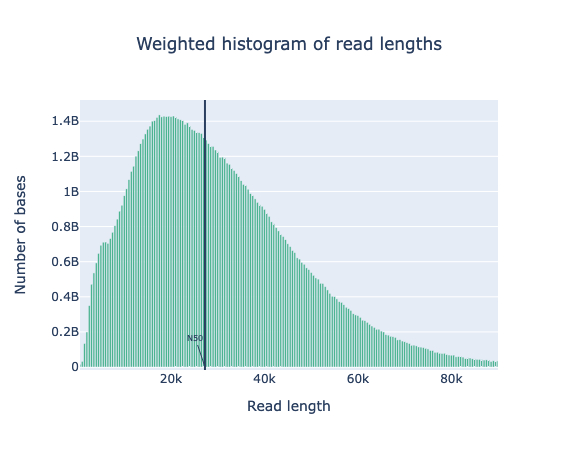 Weighted histogram of read lengths
Number of bases
1.4B
1.2B
1B
0.8B
0.6B
0.4B
0.2B
0
N50
20k
40k
60k
80k
Read length